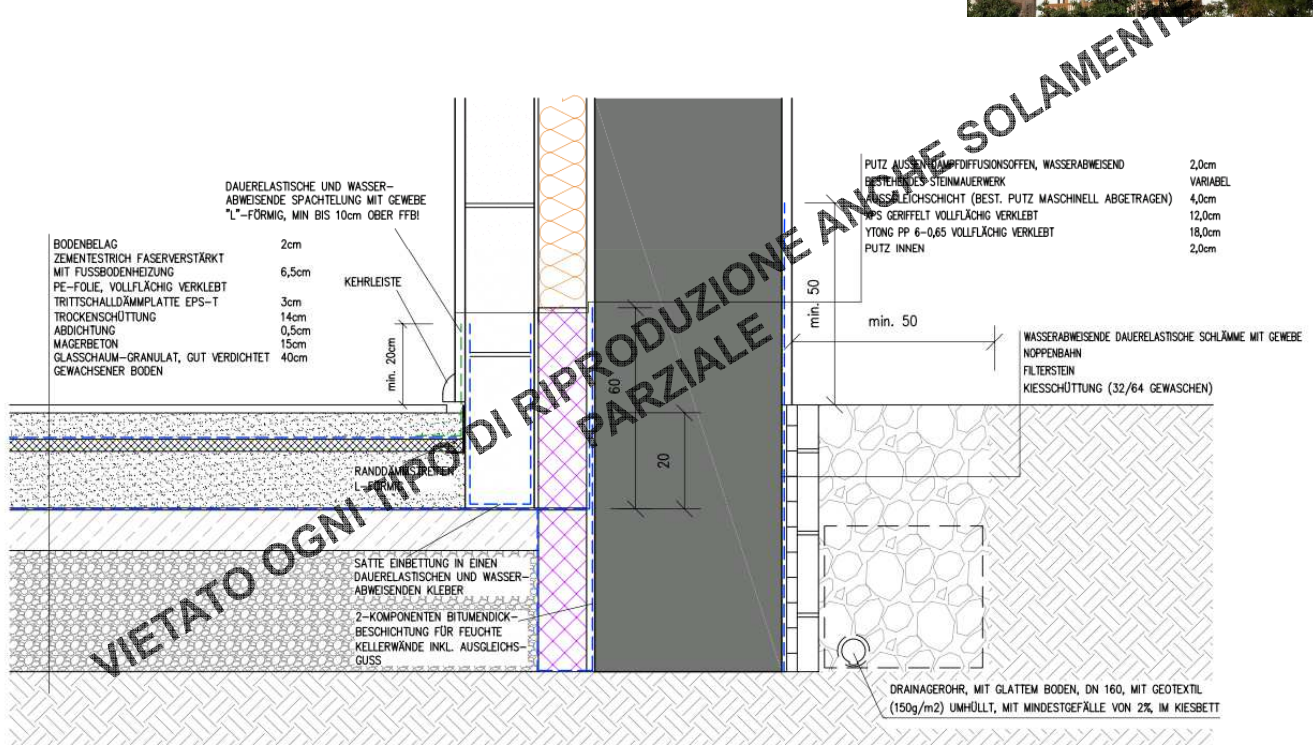 VIETATO OGNI TIPO DI RIPRODUZIONE ANCHE SOLAMENTE
PARZIALE
DAUERELASTISCHE UND WASSER-
ABWEISENDE SPACHTELUNG MIT GEWEBE
"L"-FÖRMIG, MIN BIS 10cm OBER FFB!
BODENBELAG 2cm
ZEMENTESTRICH FASERVERSTÄRKT
MIT FUSSBODENHEIZUNG 6,5cm
PE-FOLIE, VOLLFLÄCHIG VERKLEBT
TRITTSCHALLDÄMMPLATTE EPS-T 3cm
TROCKENSCHÜTTUNG 14cm
ABDICHTUNG 0,5cm
MAGERBETON 15cm
GLASSCHAUM-GRANULAT, GUT VERDICHTET 40cm
GEWACHSENER BODEN
KEHRLEISTE
min. 20cm
PUTZ AUSSEN DAMPFDIFFUSIONSOFFEN, WASSERABWEISEND 2,0cm
BESTEHENDES STEINMAUERWERK VARIABEL
AUSGLEICHSCHICHT (BEST. PUTZ MASCHINELL ABGETRAGEN) 4,0cm
XPS GERIFFELT VOLLFLÄCHIG VERKLEBT 12,0cm
YTONG PP 6-0,65 VOLLFLÄCHIG VERKLEBT 18,0cm
PUTZ INNEN 2,0cm
min. 50
min. 50
60
20
WASSERABWEISENDE DAUERELASTISCHE SCHLÄMME MIT GEWEBE
NOPPENBAHN
FILTERSTEIN
KIESSCHÜTTUNG (32/64 GEWASCHEN)
RANDDÄMMSTREIFEN
L-FÖRMIG
SATTE EINBETTUNG IN EINEN
DAUERELASTISCHEN UND WASSER-
ABWEISENDEN KLEBER
2-KOMPONENTEN BITUMENDICK-
BESCHICHTUNG FÜR FEUCHTE
KELLERWÄNDE INKL. AUSGLEICHS-
GUSS
DRAINAGEROHR, MIT GLATTEM BODEN, DN 160, MIT GEOTEXTIL
(150g/m2) UMHÜLLT, MIT MINDESTGEFÄLLE VON 2%, IM KIESBETT